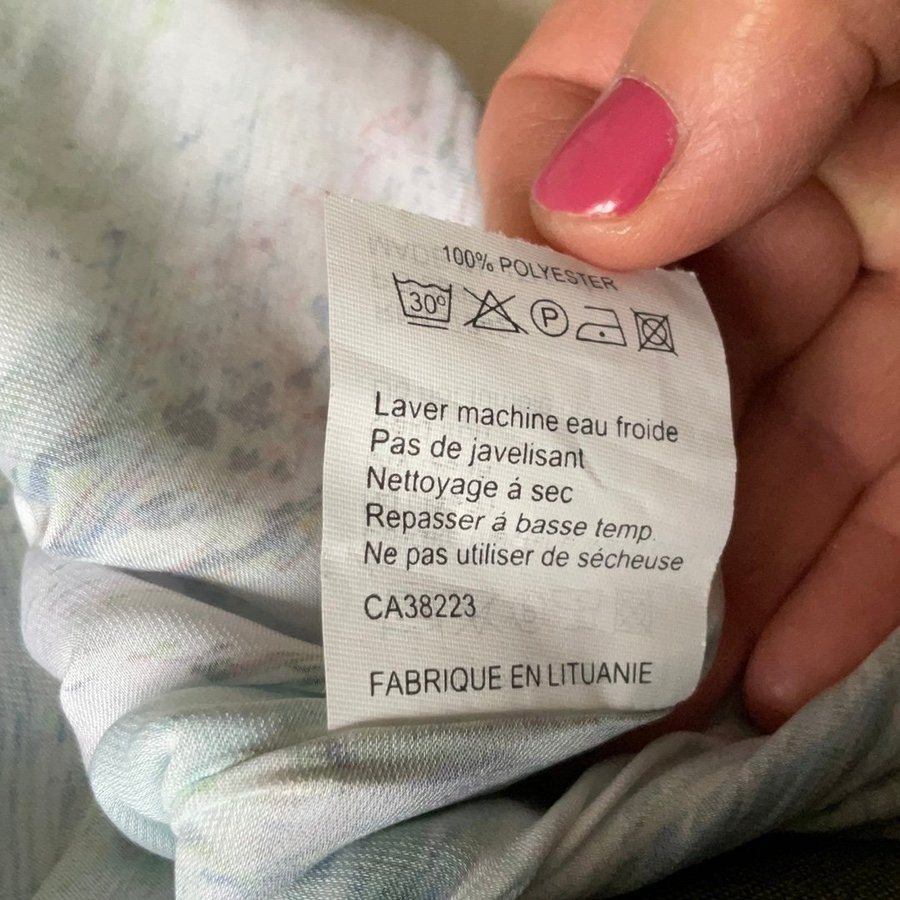 100% POLYESTER
30°
P
Laver machine eau froide
Pas de javelisant
Nettoyage á sec
Repasser á basse temp.
Ne pas utiliser de sécheuse
CA38223
FABRIQUE EN LITUANIE